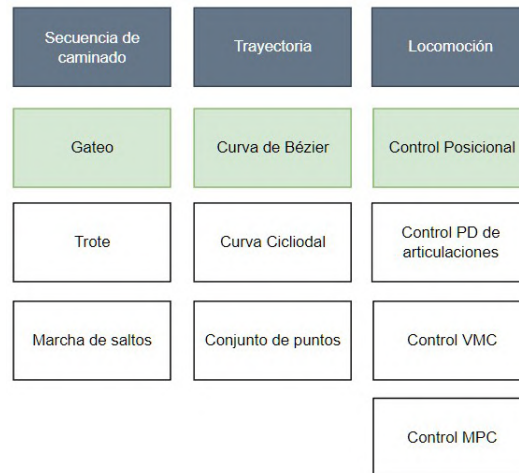 Secuencia de
caminado
Trayectoria
Locomoción
Gateo
Curva de Bézier
Control Posicional
Trote
Curva Cicliodal
Control PD de
articulaciones
Marcha de saltos
Conjunto de puntos
Control VMC
Control MPC